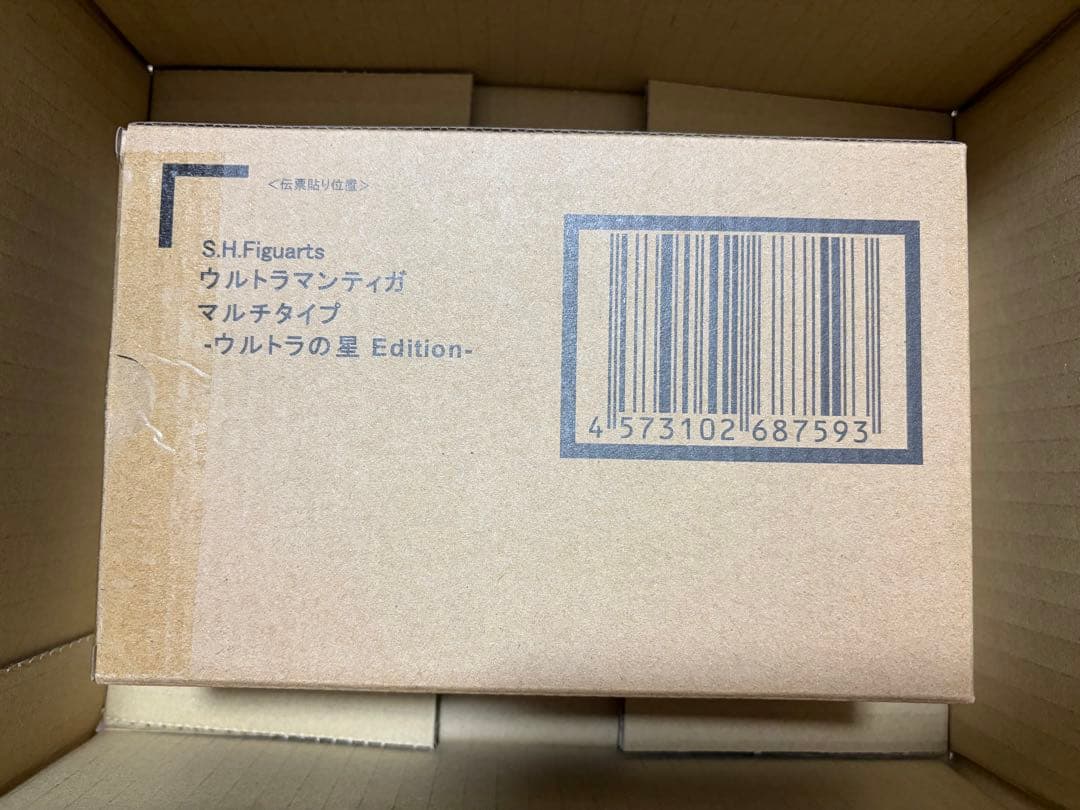 <伝票貼り位置>
S.H.Figuarts
ウルトラマンティガ
マルチタイプ
-ウルトラの星 Edition-
4 573102 687593